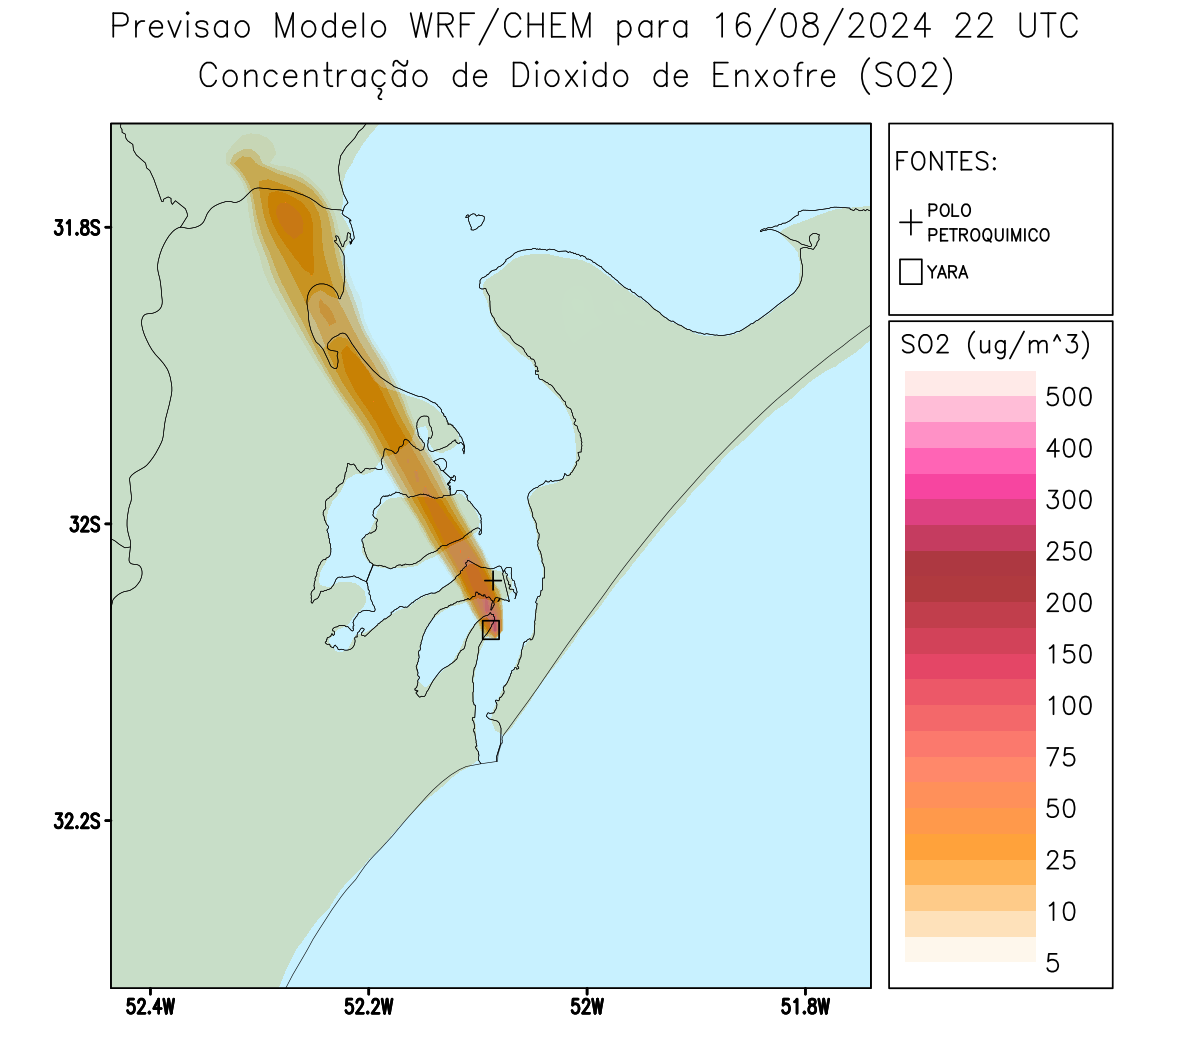 Previsao Modelo WRF/CHEM para 16/08/2024 22 UTC
Concentração de Dioxido de Enxofre (SO2)
FONTES:
POLO
PETROQUIMICO
YARA
SO2 (ug/m^3)
500
400
300
250
200
150
100
75
50
25
10
5
31.8S
32S
32.2S
52.4W
52.2W
52W
51.8W